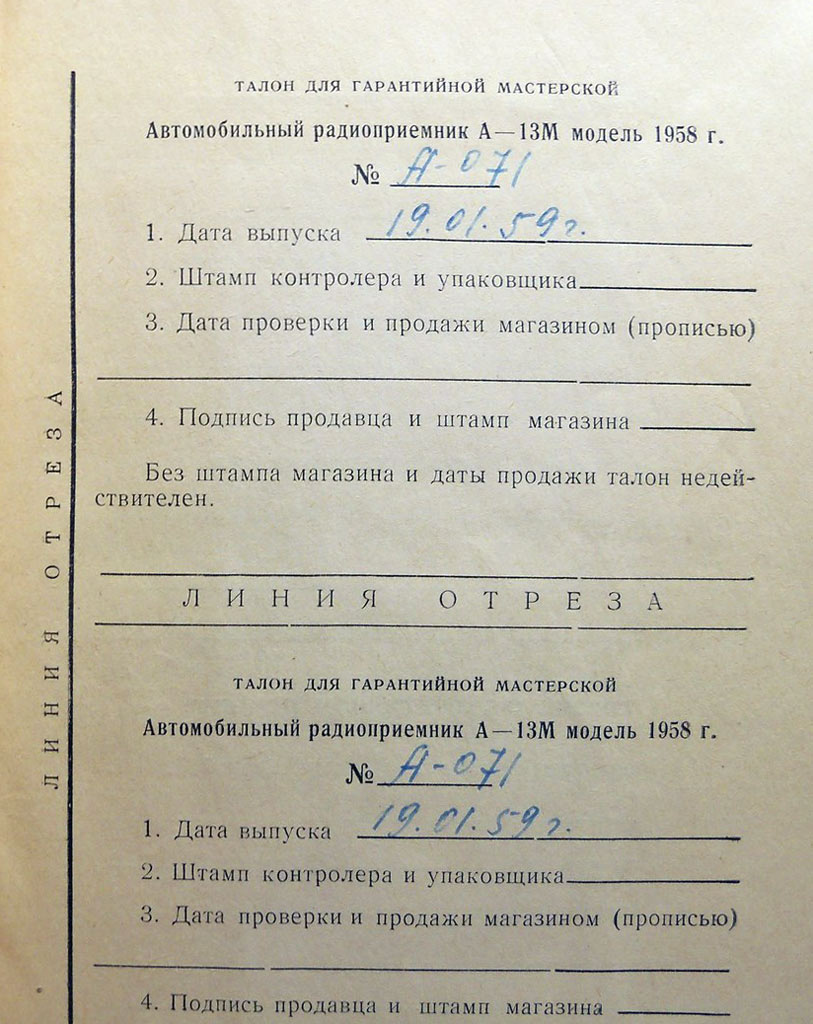 ТАЛОН ДЛЯ ГАРАНТИЙНОЙ МАСТЕРСКОЙ
Автомобильный радиоприемник А—13М модель 1958 г.
№ А-071
1. Дата выпуска 19.01.59г.
2. Штамп контролера и упаковщика
3. Дата проверки и продажи магазином (прописью)
4. Подпись продавца и штамп магазина
Без штампа магазина и даты продажи талон недей-
ствителен.
ЛИНИЯ ОТРЕЗА
ТАЛОН ДЛЯ ГАРАНТИЙНОЙ МАСТЕРСКОЙ
Автомобильный радиоприемник А—13М модель 1958 г.
№ А-071
1. Дата выпуска 19.01.59г.
2. Штамп контролера и упаковщика
3. Дата проверки и продажи магазином (прописью)
4. Подпись продавца и штамп магазина
ЛИНИЯ ОТРЕЗА